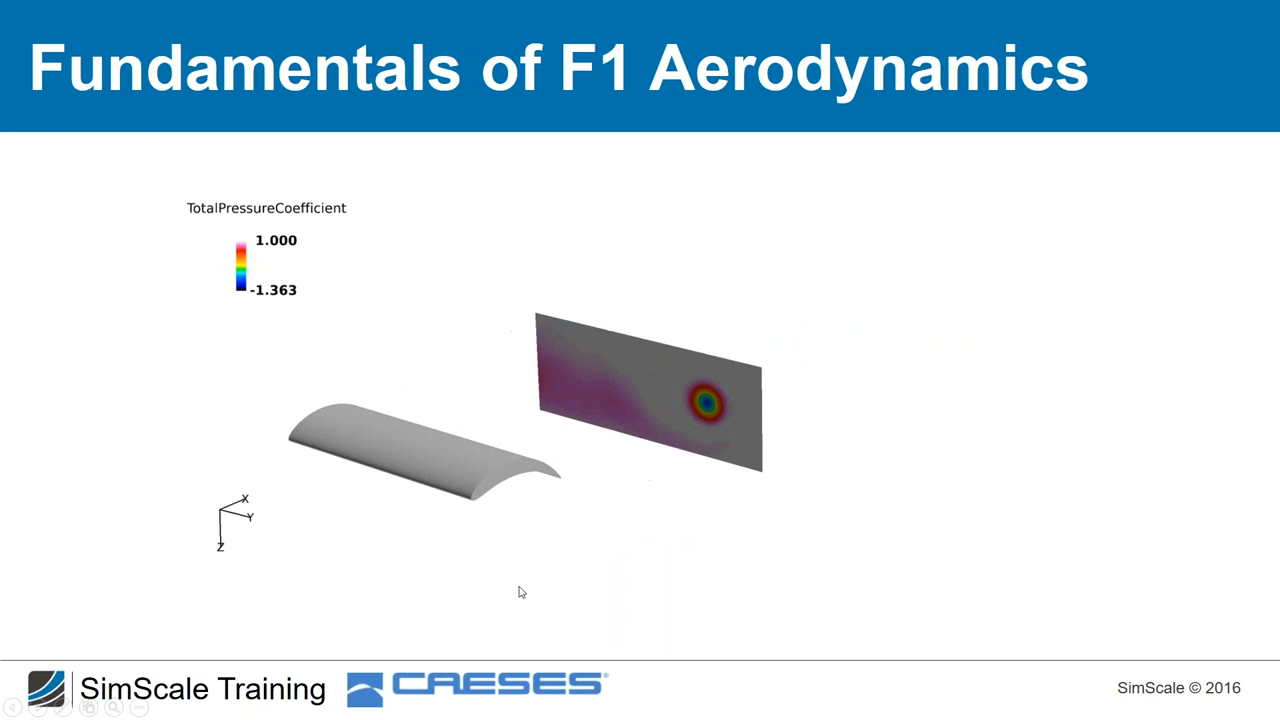 Fundamentals of F1 Aerodynamics
TotalPressureCoefficient
1.000
-1.363
X
Y
Z
SimScale Training
CAESES®
SimScale © 2016